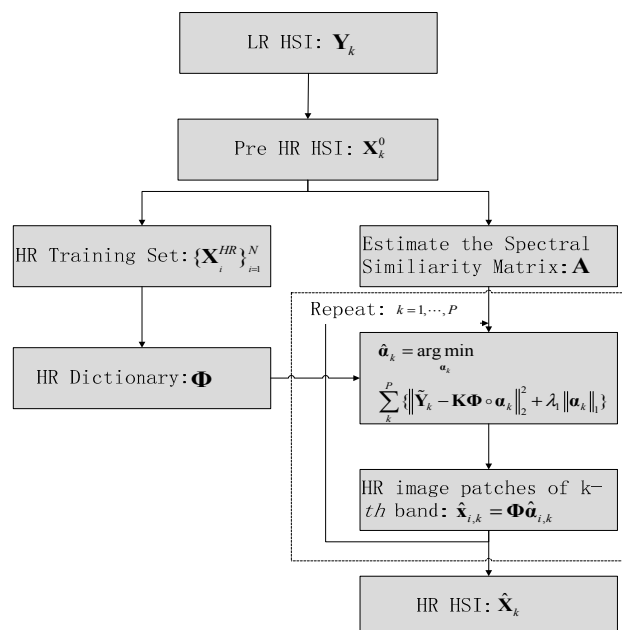 LR HSI: Y_k
Pre HR HSI: X_k^0
HR Training Set: {X_i^{HR}}_{i=1}^N
Estimate the Spectral
Similiarity Matrix: A
Repeat: k = 1,⋯,P
HR Dictionary: Φ
α̂_k = arg min_{α_k}
∑_k^P {‖Ỹ_k − KΦ∘α_k‖_2^2 + λ_1‖α_k‖_1}
HR image patches of k-
th band: x̂_{i,k} = Φα̂_{i,k}
HR HSI: X̂_k